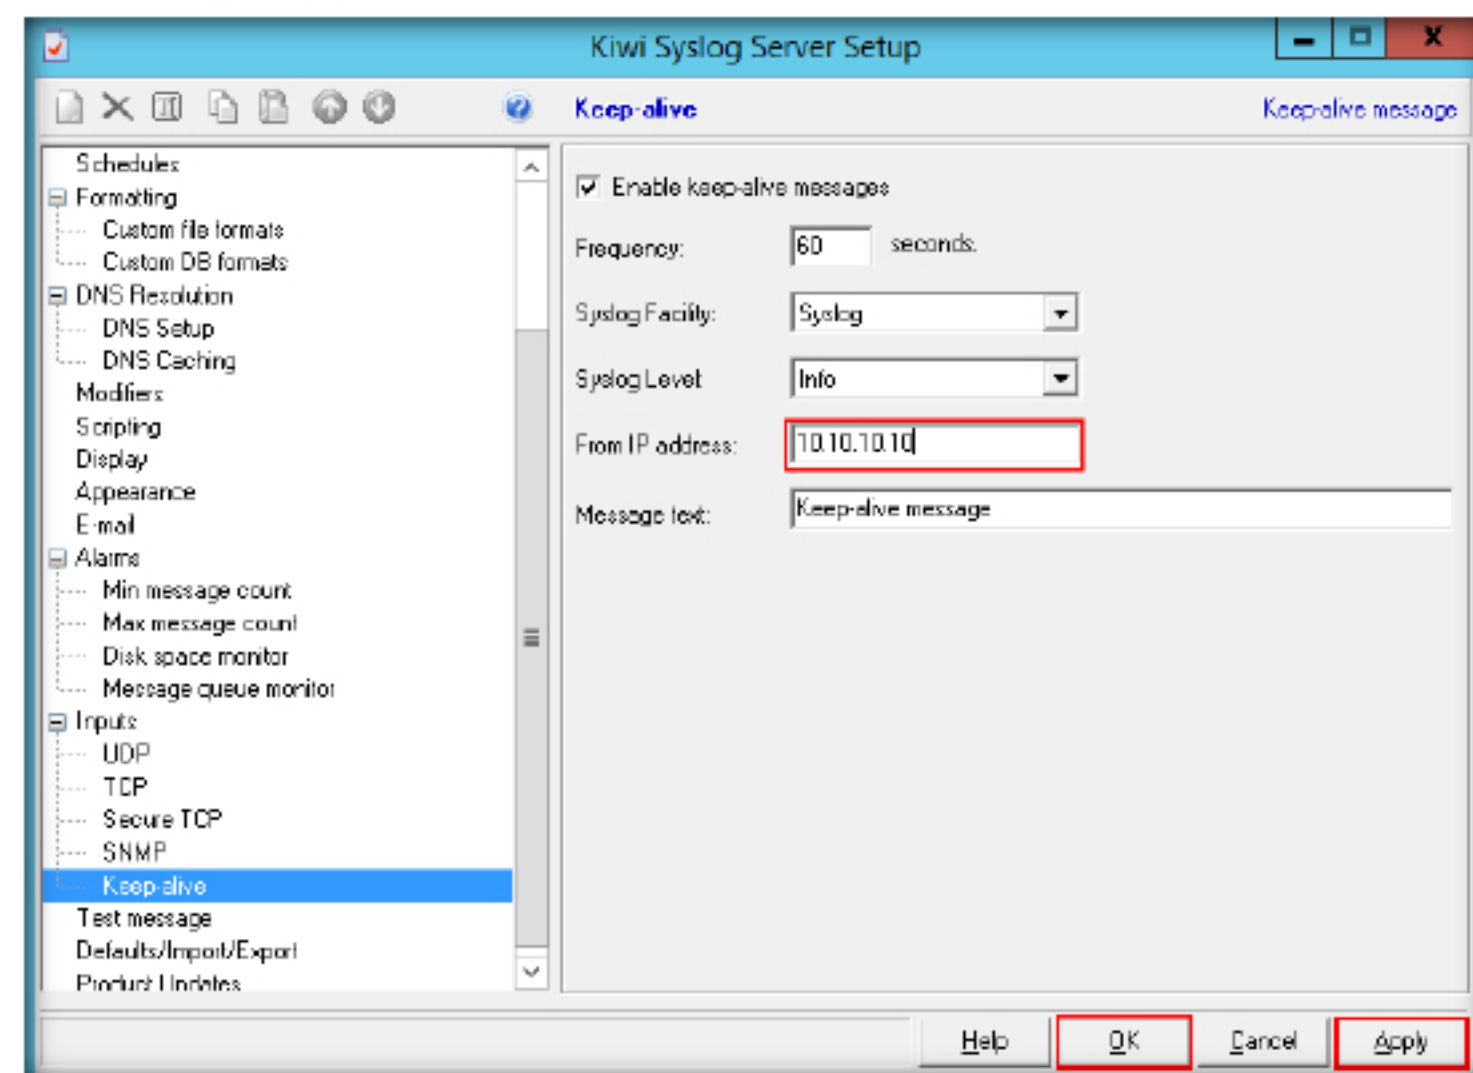 Kiwi Syslog Server Setup
Keep-alive
Keep-alive message
Schedules
Formatting
Custom file formats
Custom DB formats
DNS Resolution
DNS Setup
DNS Caching
Modifiers
Scripting
Display
Appearance
E-mail
Alarms
Min message count
Max message count
Disk space monitor
Message queue monitor
Inputs
UDP
TCP
Secure TCP
SNMP
Keep-alive
Test message
Defaults/Import/Export
Product Updates
Enable keep-alive messages
Frequency: 60 seconds.
Syslog Facility: Syslog
Syslog Level: Info
From IP address: 10.10.10.10
Message text: Keep-alive message
Help OK Cancel Apply